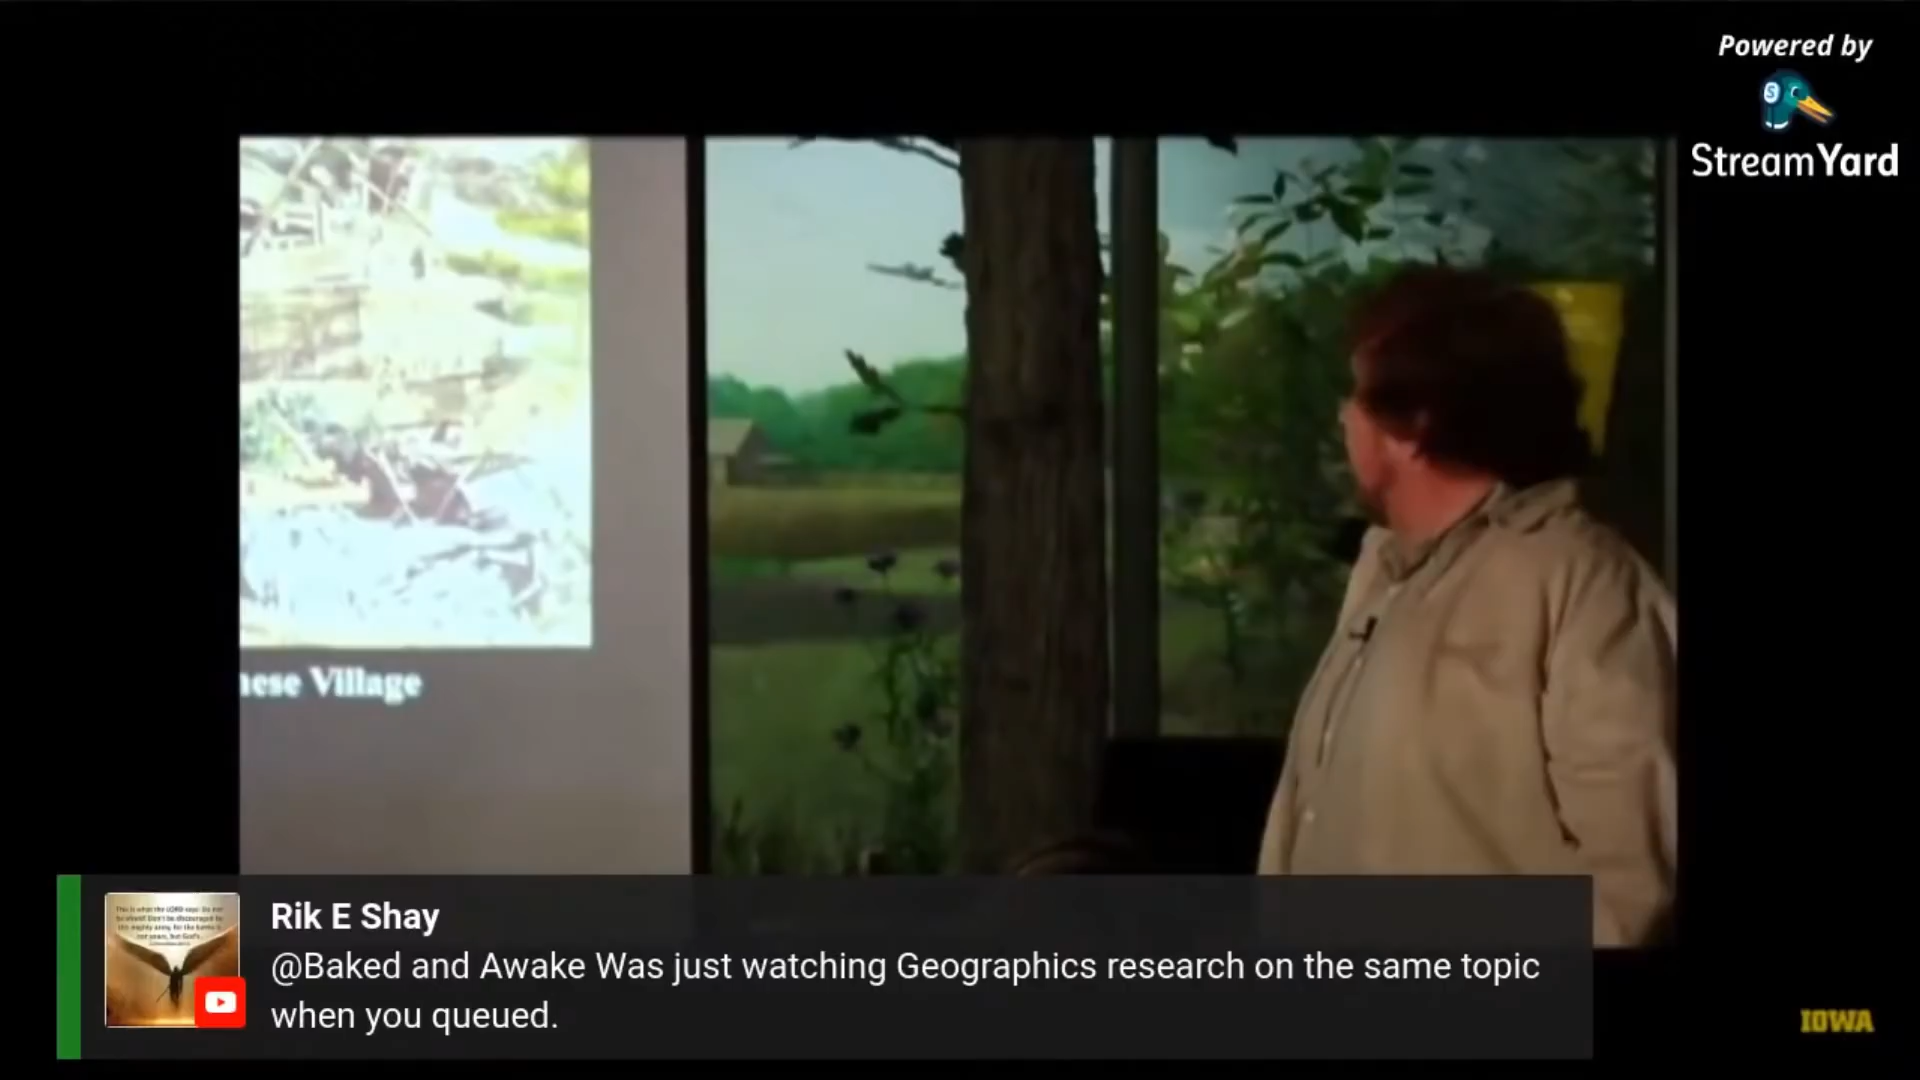 Powered by
StreamYard
nese Village
Rik E Shay
@Baked and Awake Was just watching Geographics research on the same topic
when you queued.
IOWA